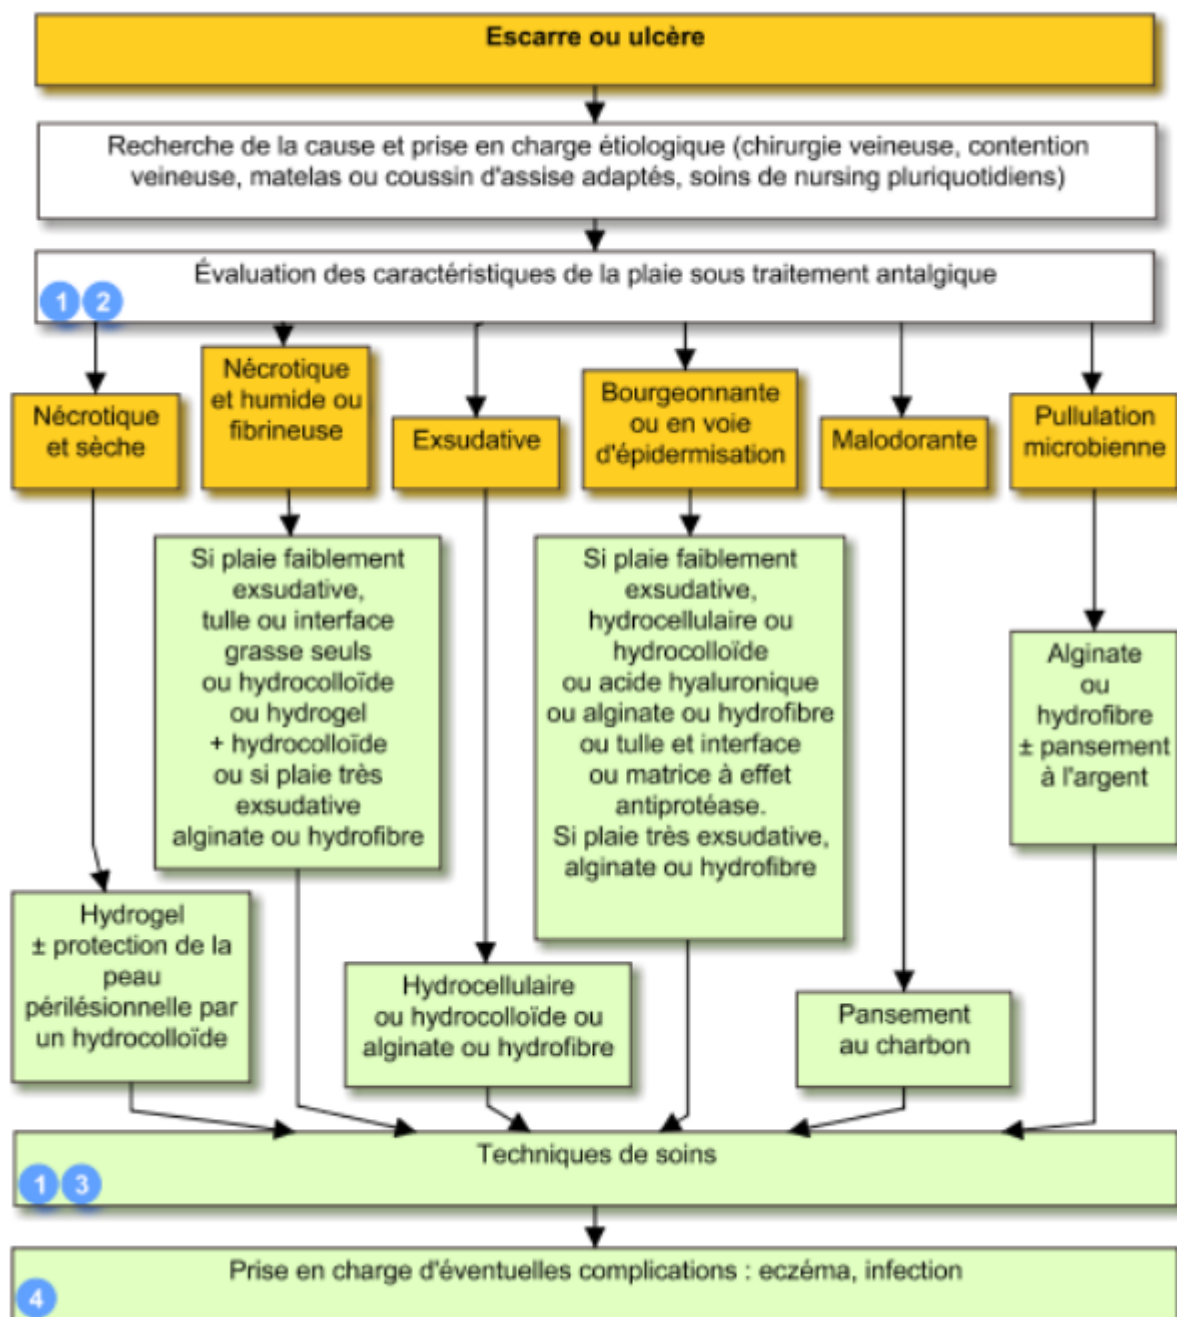 Escarre ou ulcère
Recherche de la cause et prise en charge étiologique (chirurgie veineuse, contention
veineuse, matelas ou coussin d'assise adaptés, soins de nursing pluriquotidiens)
Évaluation des caractéristiques de la plaie sous traitement antalgique
1 2
Nécrotique
et sèche
Nécrotique
et humide ou
fibrineuse
Exsudative
Bourgeonnante
ou en voie
d'épidermisation
Malodorante
Pullulation
microbienne
Si plaie faiblement
exsudative,
tulle ou interface
grasse seuls
ou hydrocolloïde
ou hydrogel
+ hydrocolloïde
ou si plaie très
exsudative
alginate ou hydrofibre
Si plaie faiblement
exsudative,
hydrocellulaire ou
hydrocolloïde
ou acide hyaluronique
ou alginate ou hydrofibre
ou tulle et interface
ou matrice à effet
antiprotéase.
Si plaie très exsudative,
alginate ou hydrofibre
Alginate
ou
hydrofibre
± pansement
à l'argent
Hydrogel
± protection de la
peau
périlésionnelle par
un hydrocolloïde
Hydrocellulaire
ou hydrocolloïde ou
alginate ou hydrofibre
Pansement
au charbon
Techniques de soins
1 3
Prise en charge d'éventuelles complications : eczéma, infection
4